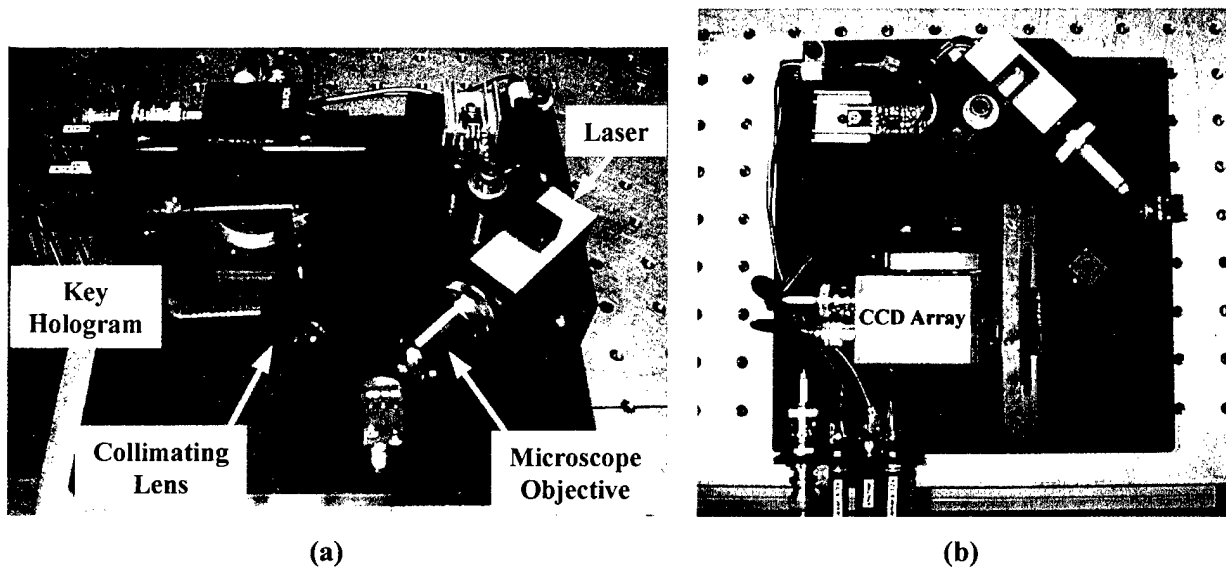 Laser
Key
Hologram
Collimating
Lens
Microscope
Objective
CCD Array
(a)
(b)